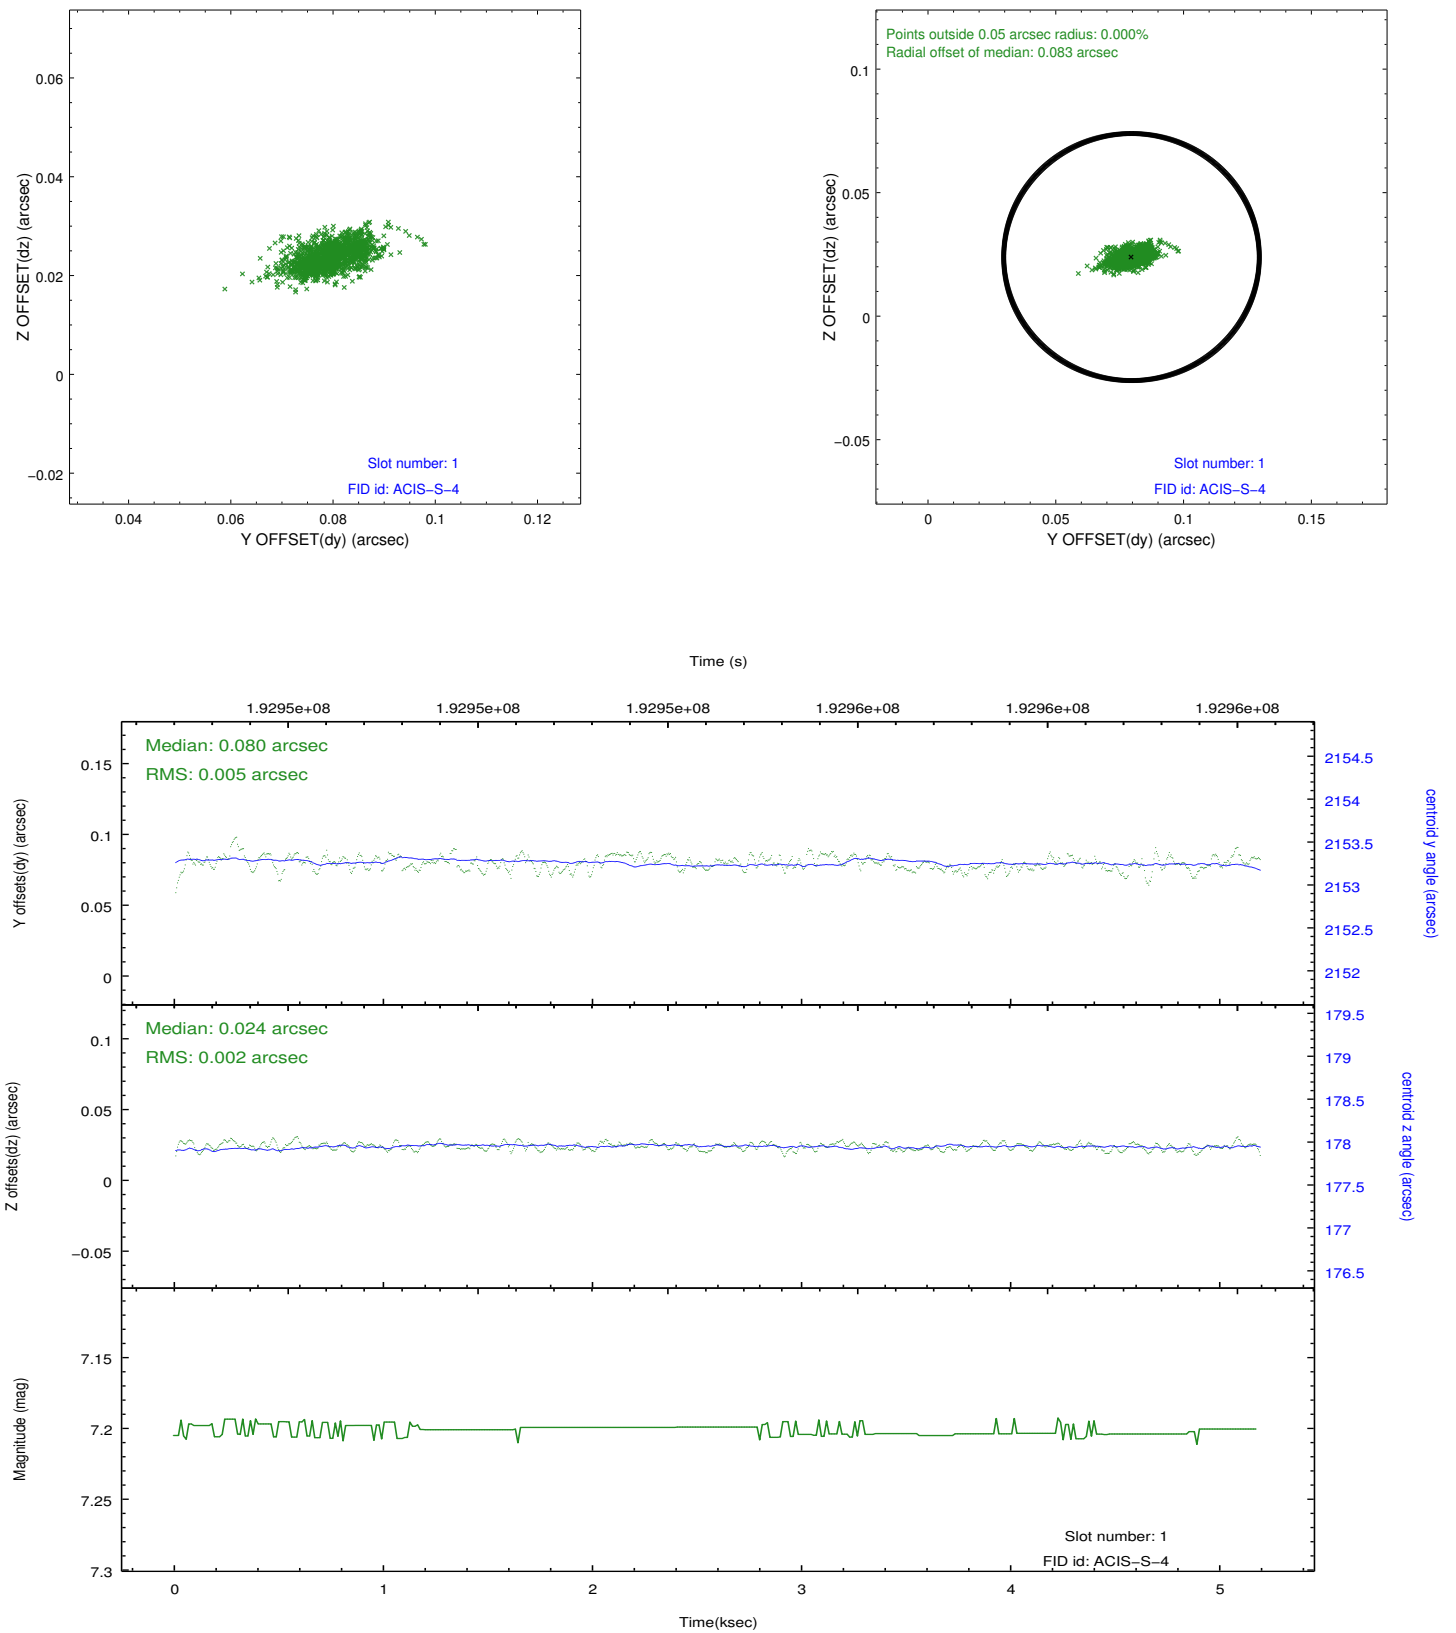 0.06
0.04
0.02
0
−0.02
Z OFFSET(dz) (arcsec)
Slot number: 1
FID id: ACIS−S−4
0.04
0.06
0.08
0.1
0.12
Y OFFSET(dy) (arcsec)
Points outside 0.05 arcsec radius: 0.000%
Radial offset of median: 0.083 arcsec
0.1
0.05
0
−0.05
Z OFFSET(dz) (arcsec)
Slot number: 1
FID id: ACIS−S−4
0
0.05
0.1
0.15
Y OFFSET(dy) (arcsec)
Time (s)
1.9295e+08
1.9295e+08
1.9295e+08
1.9296e+08
1.9296e+08
1.9296e+08
Median: 0.080 arcsec
RMS: 0.005 arcsec
0.15
0.1
0.05
0
Y offsets(dy) (arcsec)
2154.5
2154
2153.5
2153
2152.5
2152
centroid y angle (arcsec)
Median: 0.024 arcsec
RMS: 0.002 arcsec
0.1
0.05
0
−0.05
Z offsets(dz) (arcsec)
179.5
179
178.5
178
177.5
177
176.5
centroid z angle (arcsec)
7.15
7.2
7.25
7.3
Magnitude (mag)
Slot number: 1
FID id: ACIS−S−4
0
1
2
3
4
5
Time(ksec)